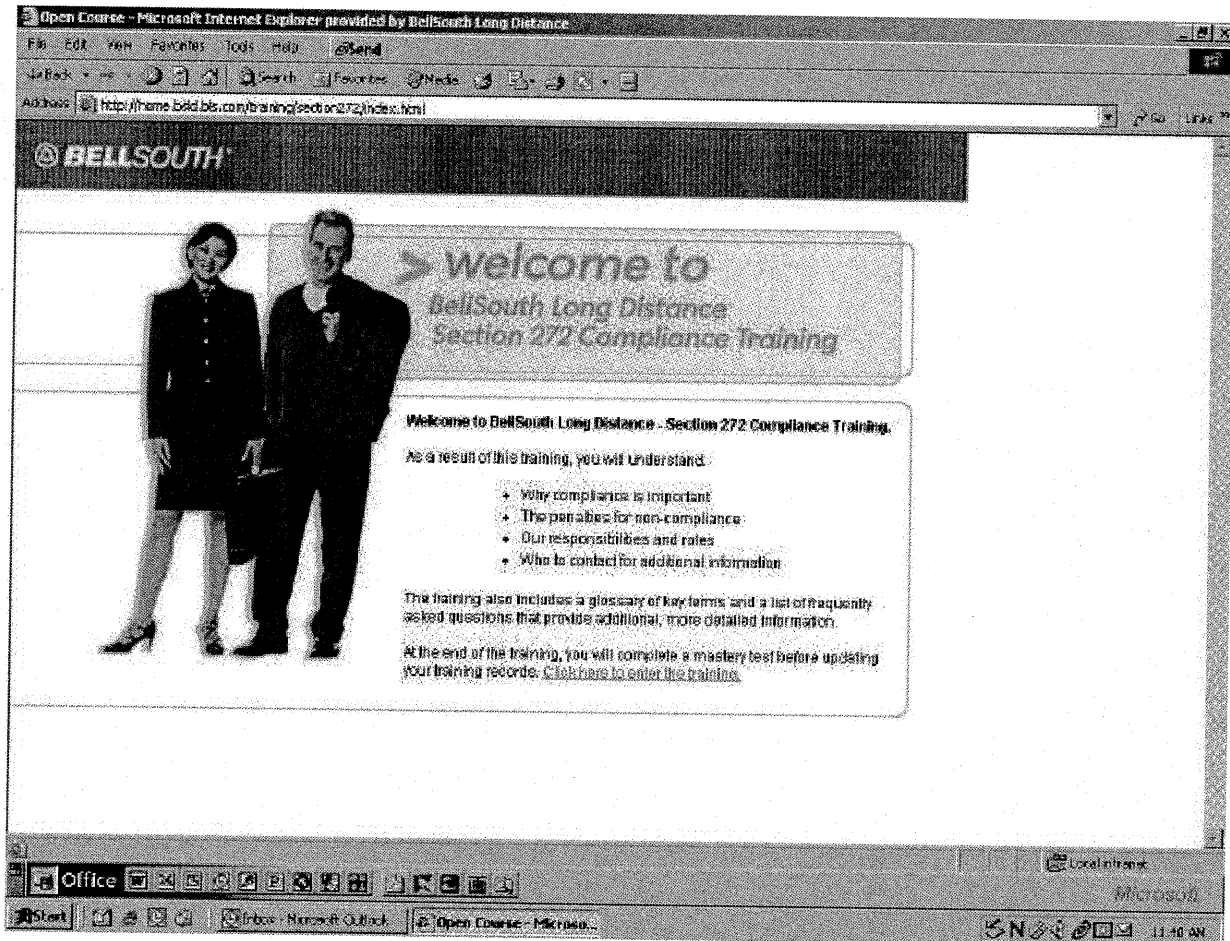 Open Course - Microsoft Internet Explorer provided by BellSouth Long Distance
File Edit View Favorites Tools Help Send
Back Search Favorites Media
Address http://home.bsld.bls.com/training/section272/index.html Go Links
BELLSOUTH
> welcome to
BellSouth Long Distance
Section 272 Compliance Training
Welcome to BellSouth Long Distance - Section 272 Compliance Training.
As a result of this training, you will understand:
• Why compliance is important
• The penalties for non-compliance
• Our responsibilities and roles
• Who to contact for additional information
The training also includes a glossary of key terms and a list of frequently
asked questions that provide additional, more detailed information.
At the end of the training, you will complete a mastery test before updating
your training records. Click here to enter the training.
Local intranet
Office
Microsoft
Start Inbox - Microsoft Outlook Open Course - Microso... 11:40 AM